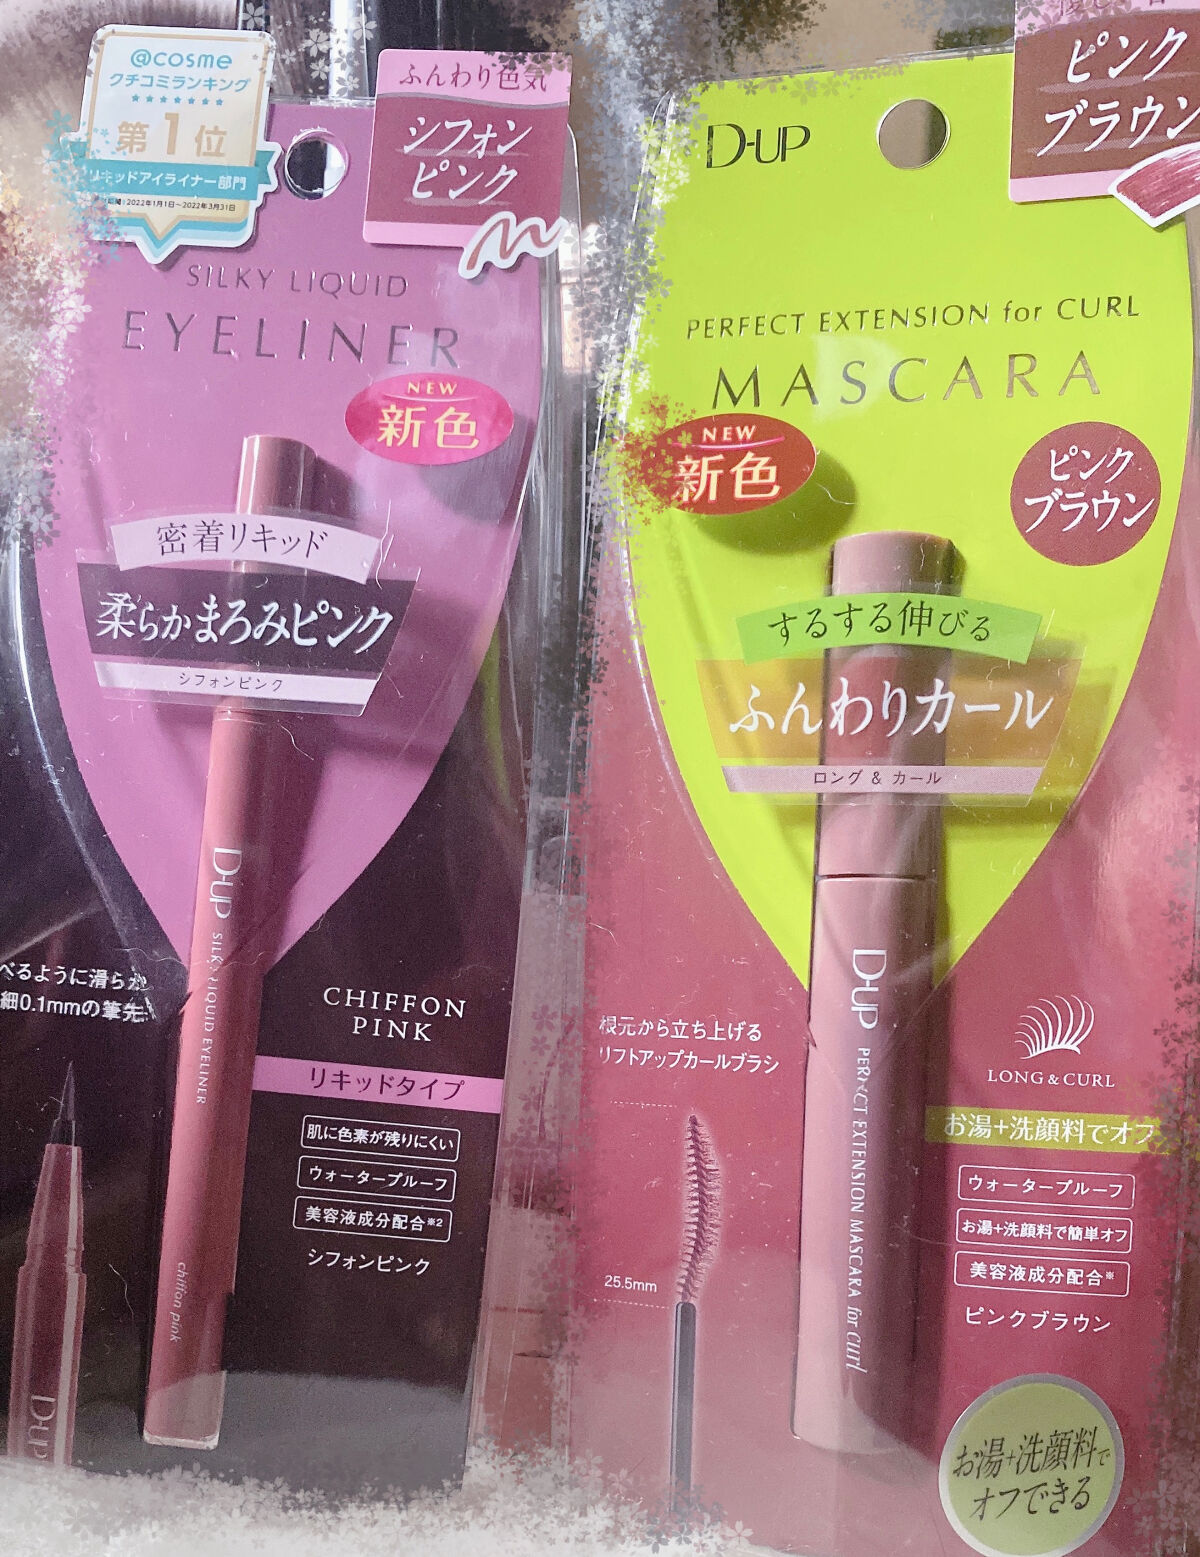 @cosme
クチコミランキング
第1位
リキッドアイライナー部門
2022年1月1日～2022年3月31日
ふんわり色気
シフォン
ピンク
SILKY LIQUID
EYELINER
NEW
新色
密着リキッド
柔らかまろみピンク
シフォンピンク
D-UP SILKY LIQUID EYELINER
chiffon pink
べるように滑らか
細0.1mmの筆先
CHIFFON
PINK
リキッドタイプ
肌に色素が残りにくい
ウォータープルーフ
美容液成分配合※2
シフォンピンク
D-UP
ピンク
ブラウン
D-UP
PERFECT EXTENSION for CURL
MASCARA
NEW
新色
ピンク
ブラウン
するする伸びる
ふんわりカール
ロング & カール
D-UP PERFECT EXTENSION MASCARA for curl
根元から立ち上げる
リフトアップカールブラシ
25.5mm
LONG & CURL
お湯+洗顔料でオフ
ウォータープルーフ
お湯+洗顔料で簡単オフ
美容液成分配合※
ピンクブラウン
お湯+洗顔料で
オフできる